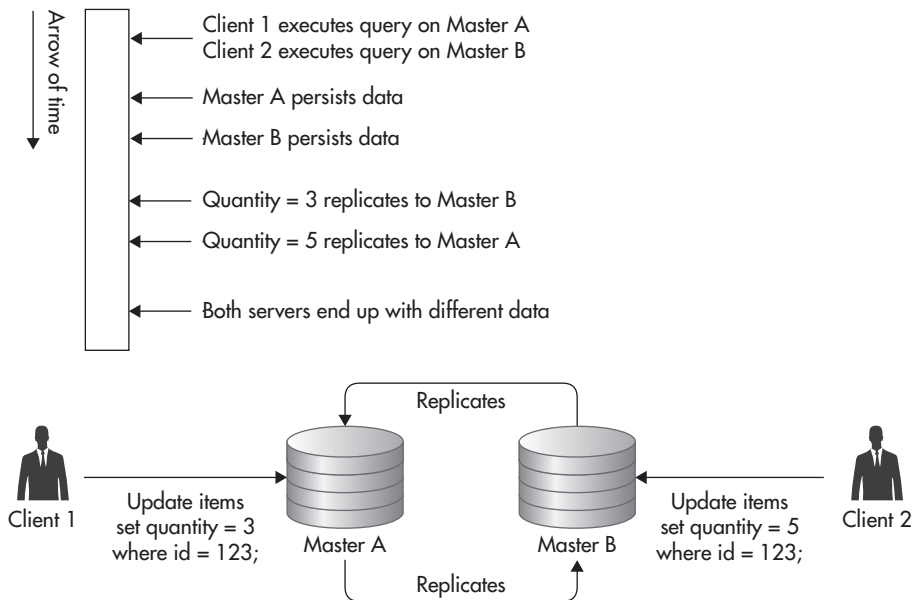 Arrow of time
Client 1 executes query on Master A
Client 2 executes query on Master B
Master A persists data
Master B persists data
Quantity = 3 replicates to Master B
Quantity = 5 replicates to Master A
Both servers end up with different data
Replicates
Client 1
Update items
set quantity = 3
where id = 123;
Master A
Master B
Update items
set quantity = 5
where id = 123;
Client 2
Replicates